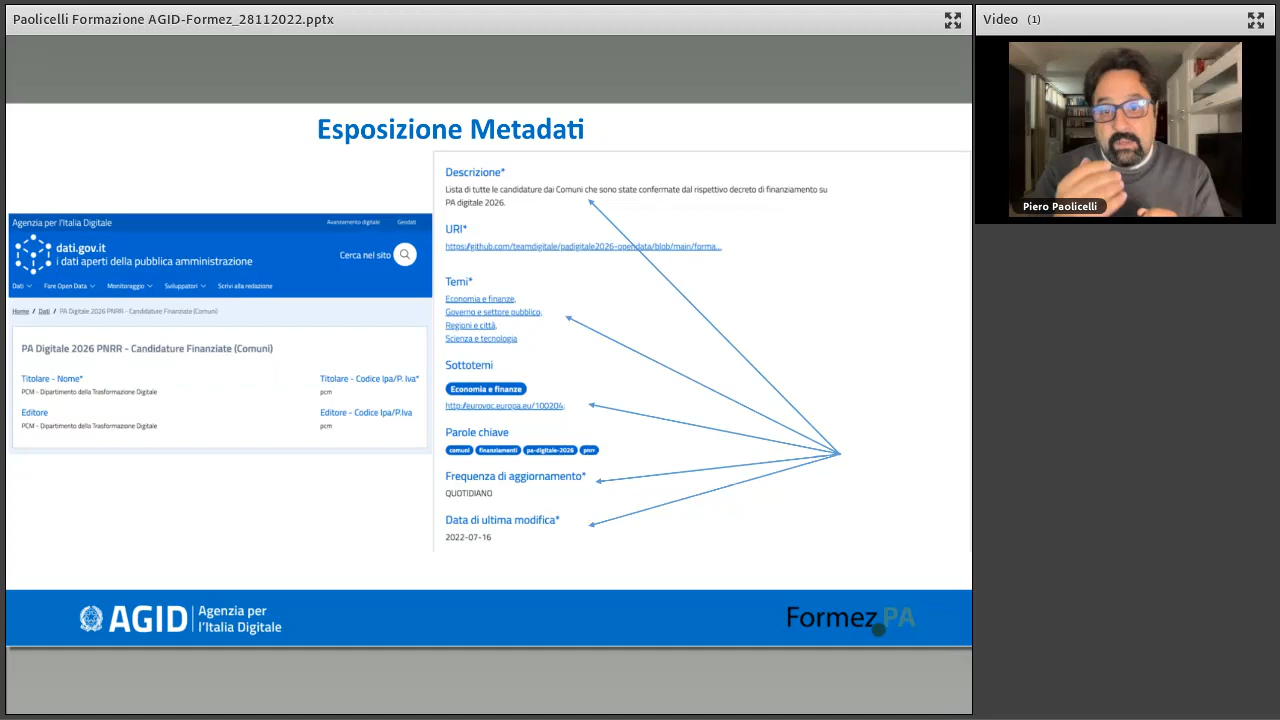 Paolicelli Formazione AGID-Formez_28112022.pptx
Video (1)
Piero Paolicelli
Esposizione Metadati
Agenzia per l'Italia Digitale
Avanzamento digitale
Geodati
dati.gov.it
i dati aperti della pubblica amministrazione
Cerca nel sito
Dati
Fare Open Data
Monitoraggio
Sviluppatori
Scrivi alla redazione
Home / Dati / PA Digitale 2026 PNRR - Candidature Finanziate (Comuni)
PA Digitale 2026 PNRR - Candidature Finanziate (Comuni)
Titolare - Nome*
PCM - Dipartimento della Trasformazione Digitale
Titolare - Codice Ipa/P. Iva*
pcm
Editore
PCM - Dipartimento della Trasformazione Digitale
Editore - Codice Ipa/P.Iva
pcm
Descrizione*
Lista di tutte le candidature dai Comuni che sono state confermate dal rispettivo decreto di finanziamento su
PA digitale 2026.
URI*
https://github.com/teamdigitale/padigitale2026-opendata/blob/main/forma...
Temi*
Economia e finanze,
Governo e settore pubblico,
Regioni e città,
Scienza e tecnologia
Sottotemi
Economia e finanze
http://eurovoc.europa.eu/100204;
Parole chiave
comuni
finanziamenti
pa-digitale-2026
pnrr
Frequenza di aggiornamento*
QUOTIDIANO
Data di ultima modifica*
2022-07-16
AGID
Agenzia per
l'Italia Digitale
Formez PA